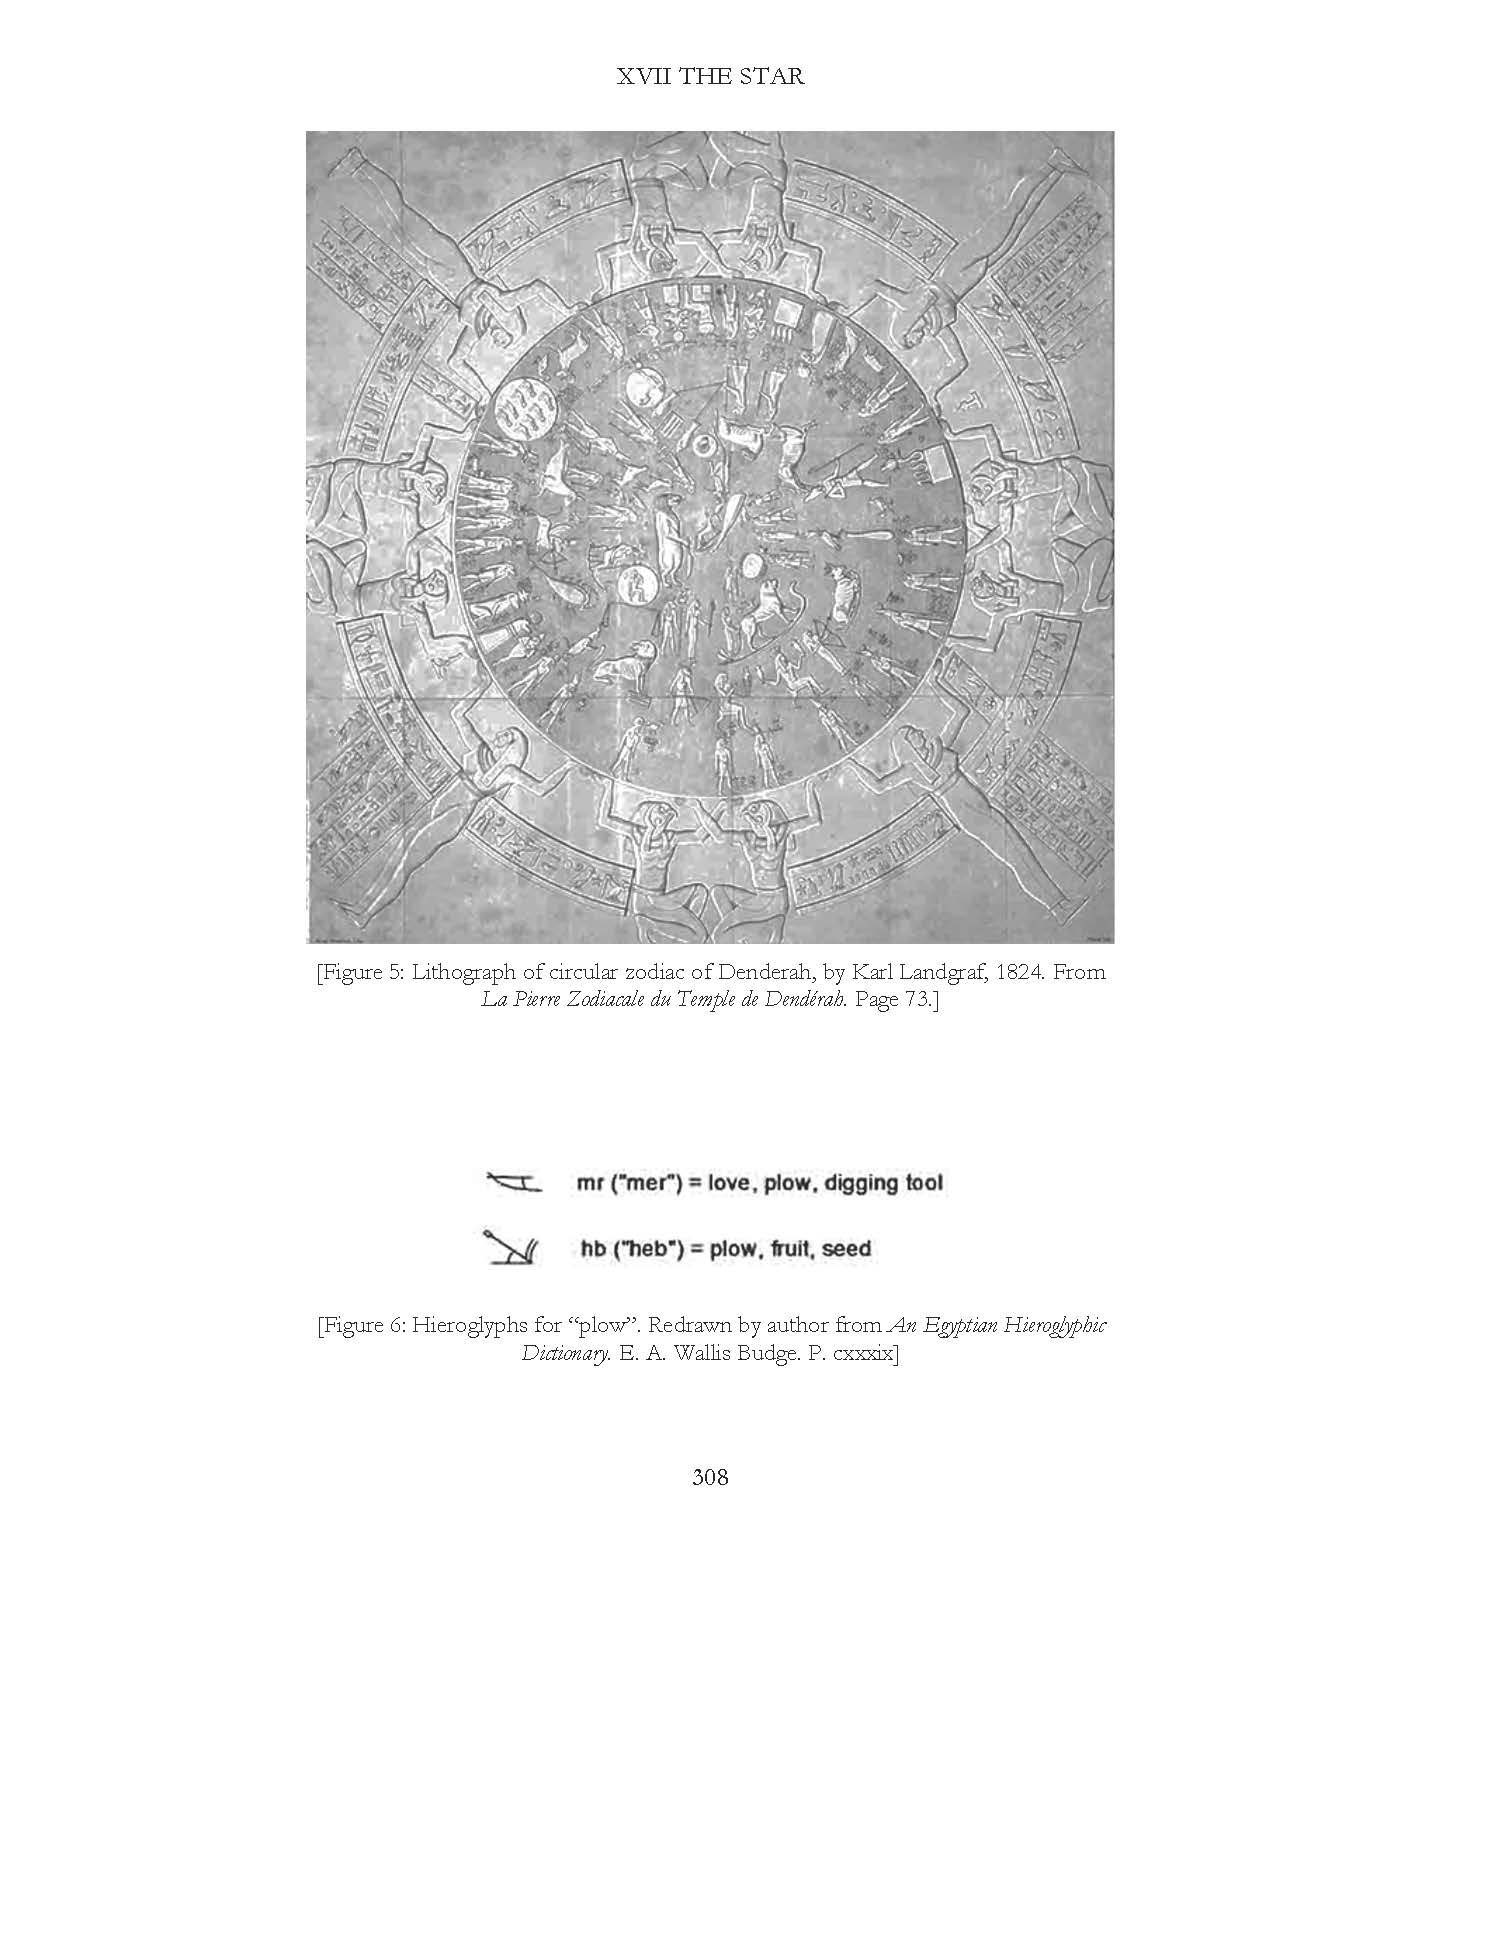 XVII THE STAR
[Figure 5: Lithograph of circular zodiac of Denderah, by Karl Landgraf, 1824. From
La Pierre Zodiacale du Temple de Dendérah. Page 73.]
mr ("mer") = love, plow, digging tool
hb ("heb") = plow, fruit, seed
[Figure 6: Hieroglyphs for “plow”. Redrawn by author from An Egyptian Hieroglyphic
Dictionary. E. A. Wallis Budge. P. cxxxix]
308